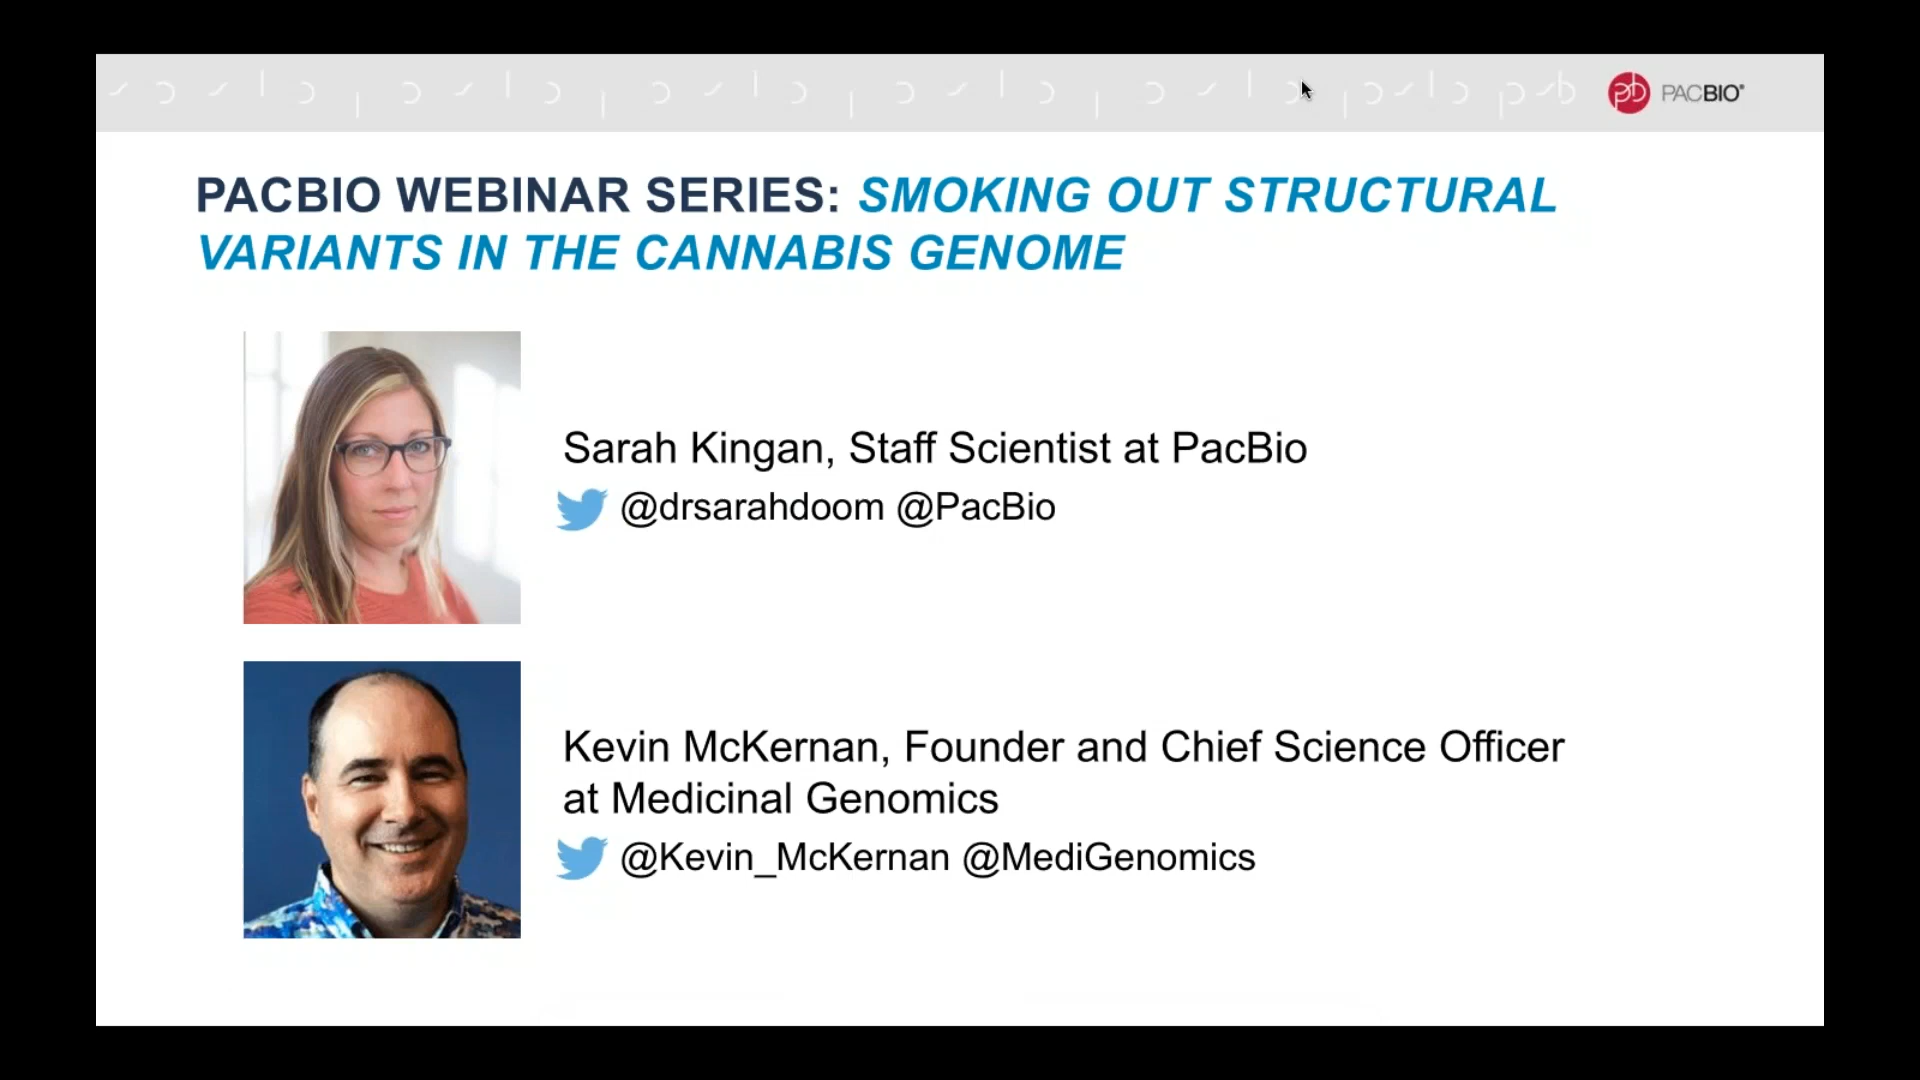 PACBIO®
PACBIO WEBINAR SERIES: SMOKING OUT STRUCTURAL
VARIANTS IN THE CANNABIS GENOME
Sarah Kingan, Staff Scientist at PacBio
@drsarahdoom @PacBio
Kevin McKernan, Founder and Chief Science Officer
at Medicinal Genomics
@Kevin_McKernan @MediGenomics